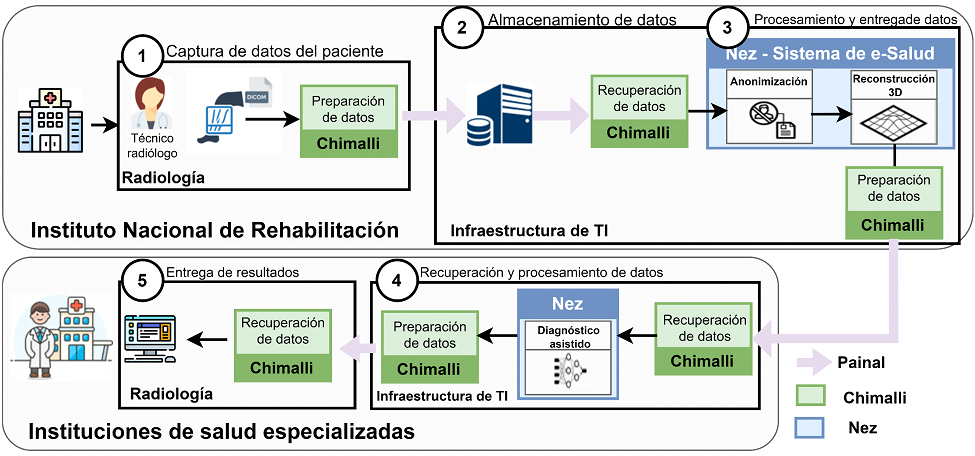 1
Captura de datos del paciente
Técnico
radiólogo
DICOM
Preparación
de datos
Chimalli
Radiología
Instituto Nacional de Rehabilitación
2
Almacenamiento de datos
Recuperación
de datos
Chimalli
3
Procesamiento y entregade datos
Nez - Sistema de e-Salud
Anonimización
Reconstrucción
3D
Preparación
de datos
Chimalli
Infraestructura de TI
5
Entrega de resultados
Recuperación
de datos
Chimalli
Radiología
4
Recuperación y procesamiento de datos
Preparación
de datos
Chimalli
Nez
Diagnóstico
asistido
Recuperación
de datos
Chimalli
Infraestructura de TI
Instituciones de salud especializadas
Painal
Chimalli
Nez